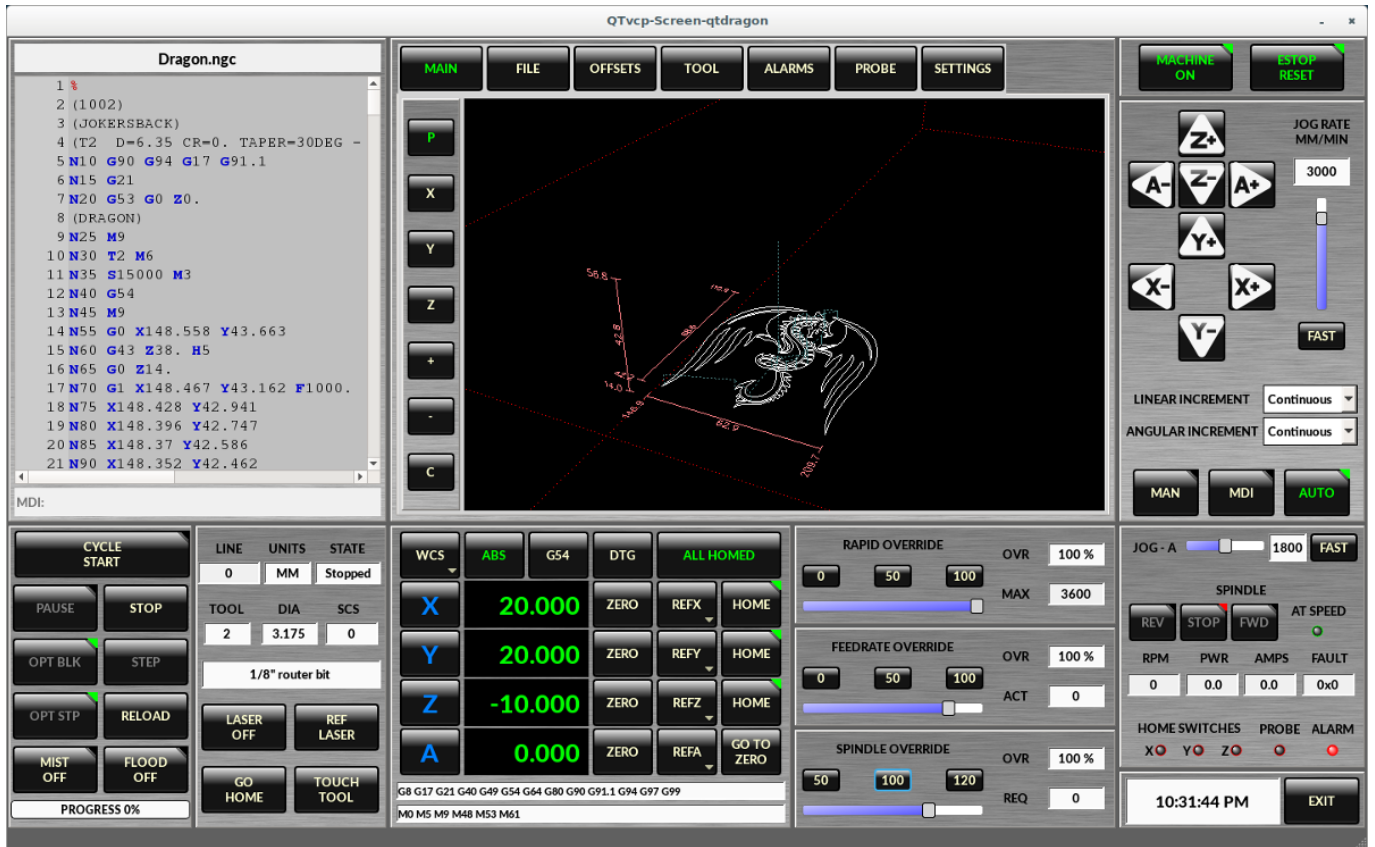 QTvcp-Screen-qtdragon
Dragon.ngc
1 %
2 (1002)
3 (JOKERSBACK)
4 (T2 D=6.35 CR=0. TAPER=30DEG -
5 N10 G90 G94 G17 G91.1
6 N15 G21
7 N20 G53 G0 Z0.
8 (DRAGON)
9 N25 M9
10 N30 T2 M6
11 N35 S15000 M3
12 N40 G54
13 N45 M9
14 N55 G0 X148.558 Y43.663
15 N60 G43 Z38. H5
16 N65 G0 Z14.
17 N70 G1 X148.467 Y43.162 F1000.
18 N75 X148.428 Y42.941
19 N80 X148.396 Y42.747
20 N85 X148.37 Y42.586
21 N90 X148.352 Y42.462
MDI:
MAIN FILE OFFSETS TOOL ALARMS PROBE SETTINGS
P
X
Y
Z
+
-
C
56.8
42.8
14.0
146.8
62.9
209.7
MACHINE ON
ESTOP RESET
JOG RATE
MM/MIN
3000
Z+
A- Z- A+
Y+
X- X+
Y-
FAST
LINEAR INCREMENT Continuous
ANGULAR INCREMENT Continuous
MAN MDI AUTO
CYCLE
START
PAUSE STOP
OPT BLK STEP
OPT STP RELOAD
MIST OFF
FLOOD OFF
PROGRESS 0%
LINE UNITS STATE
0 MM Stopped
TOOL DIA SCS
2 3.175 0
1/8" router bit
LASER OFF
REF LASER
GO HOME
TOUCH TOOL
WCS ABS G54 DTG ALL HOMED
X 20.000 ZERO REFX HOME
Y 20.000 ZERO REFY HOME
Z -10.000 ZERO REFZ HOME
A 0.000 ZERO REFA GO TO ZERO
G8 G17 G21 G40 G49 G54 G64 G80 G90 G91.1 G94 G97 G99
M0 M5 M9 M48 M53 M61
RAPID OVERRIDE OVR 100 %
0 50 100
MAX 3600
FEEDRATE OVERRIDE OVR 100 %
0 50 100
ACT 0
SPINDLE OVERRIDE OVR 100 %
50 100 120
REQ 0
JOG - A 1800 FAST
SPINDLE
REV STOP FWD AT SPEED
RPM PWR AMPS FAULT
0 0.0 0.0 0x0
HOME SWITCHES PROBE ALARM
X Y Z
10:31:44 PM EXIT